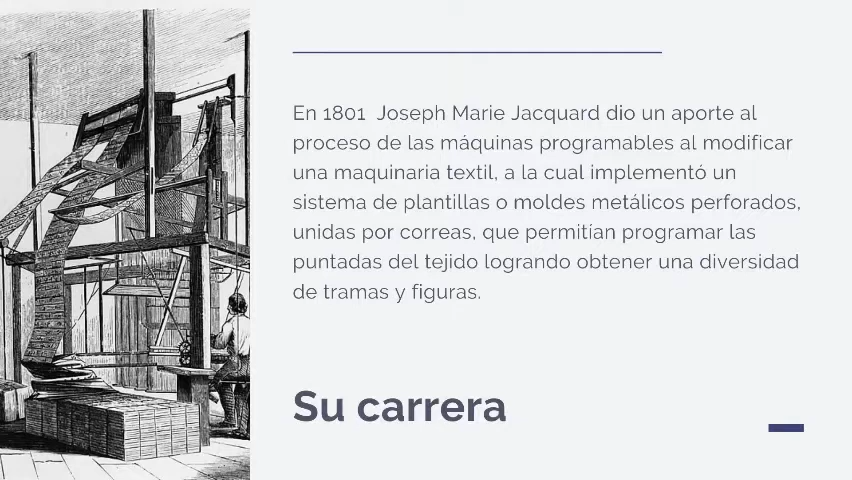 En 1801 Joseph Marie Jacquard dio un aporte al
proceso de las máquinas programables al modificar
una maquinaria textil, a la cual implementó un
sistema de plantillas o moldes metálicos perforados,
unidas por correas, que permitían programar las
puntadas del tejido logrando obtener una diversidad
de tramas y figuras.
Su carrera